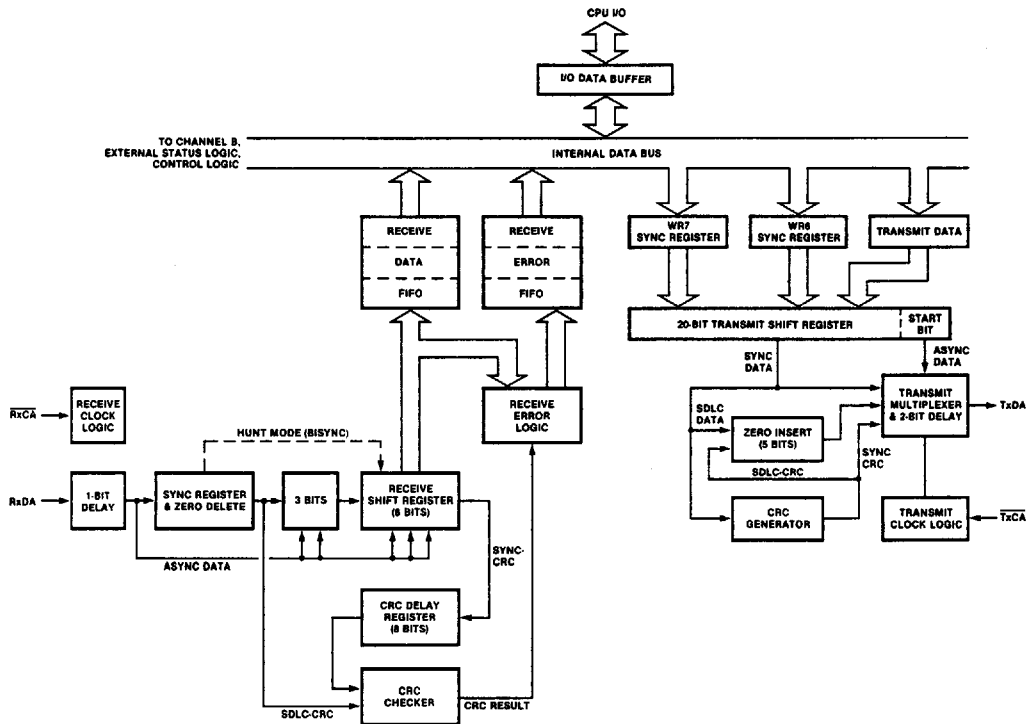 CPU I/O
I/O DATA BUFFER
TO CHANNEL B,
EXTERNAL STATUS LOGIC,
CONTROL LOGIC
INTERNAL DATA BUS
RECEIVE
DATA
FIFO
RECEIVE
ERROR
FIFO
WR7
SYNC REGISTER
WR6
SYNC REGISTER
TRANSMIT DATA
20-BIT TRANSMIT SHIFT REGISTER
START
BIT
SYNC
DATA
ASYNC
DATA
RxCA
RECEIVE
CLOCK
LOGIC
RECEIVE
ERROR
LOGIC
TRANSMIT
MULTIPLEXER
& 2-BIT DELAY
TxDA
SDLC
DATA
ZERO INSERT
(5 BITS)
SYNC
CRC
SDLC-CRC
HUNT MODE (BISYNC)
RxDA
1-BIT
DELAY
SYNC REGISTER
& ZERO DELETE
3 BITS
RECEIVE
SHIFT REGISTER
(8 BITS)
CRC
GENERATOR
TRANSMIT
CLOCK LOGIC
TxCA
ASYNC DATA
SYNC-
CRC
CRC DELAY
REGISTER
(8 BITS)
CRC
CHECKER
SDLC-CRC
CRC RESULT